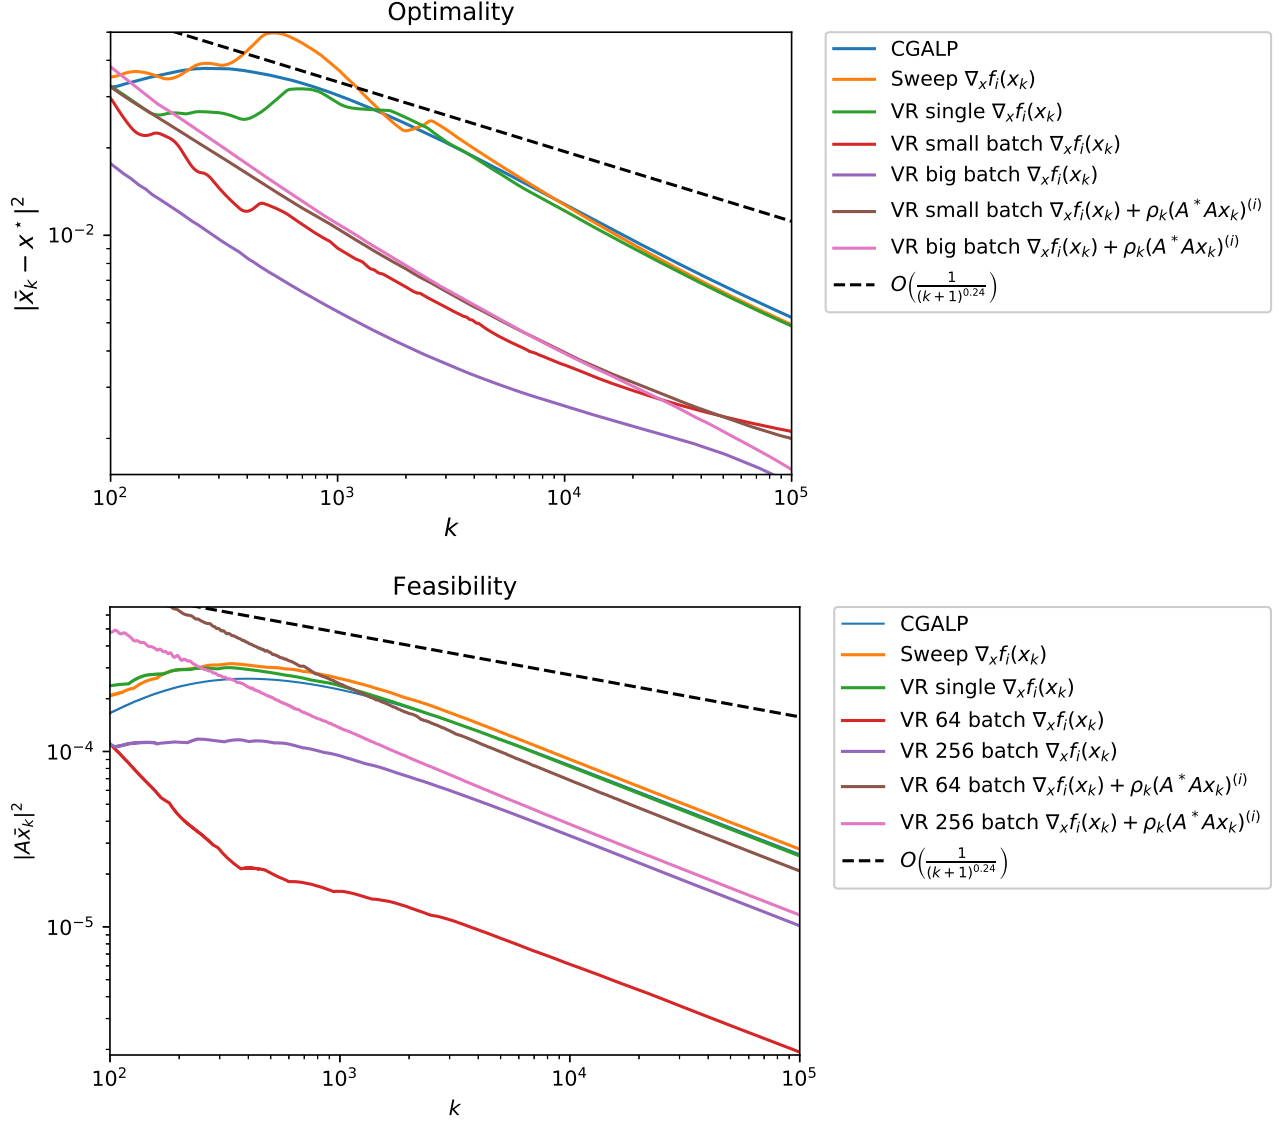 Optimality
|x̄ₖ − x⋆|²
10⁻²
10² 10³ 10⁴ 10⁵
k
CGALP
Sweep ∇ₓfᵢ(xₖ)
VR single ∇ₓfᵢ(xₖ)
VR small batch ∇ₓfᵢ(xₖ)
VR big batch ∇ₓfᵢ(xₖ)
VR small batch ∇ₓfᵢ(xₖ) + ρₖ(A*Axₖ)⁽ⁱ⁾
VR big batch ∇ₓfᵢ(xₖ) + ρₖ(A*Axₖ)⁽ⁱ⁾
O(1/(k+1)^0.24)
Feasibility
|Ax̄ₖ|²
10⁻⁴
10⁻⁵
10² 10³ 10⁴ 10⁵
k
CGALP
Sweep ∇ₓfᵢ(xₖ)
VR single ∇ₓfᵢ(xₖ)
VR 64 batch ∇ₓfᵢ(xₖ)
VR 256 batch ∇ₓfᵢ(xₖ)
VR 64 batch ∇ₓfᵢ(xₖ) + ρₖ(A*Axₖ)⁽ⁱ⁾
VR 256 batch ∇ₓfᵢ(xₖ) + ρₖ(A*Axₖ)⁽ⁱ⁾
O(1/(k+1)^0.24)